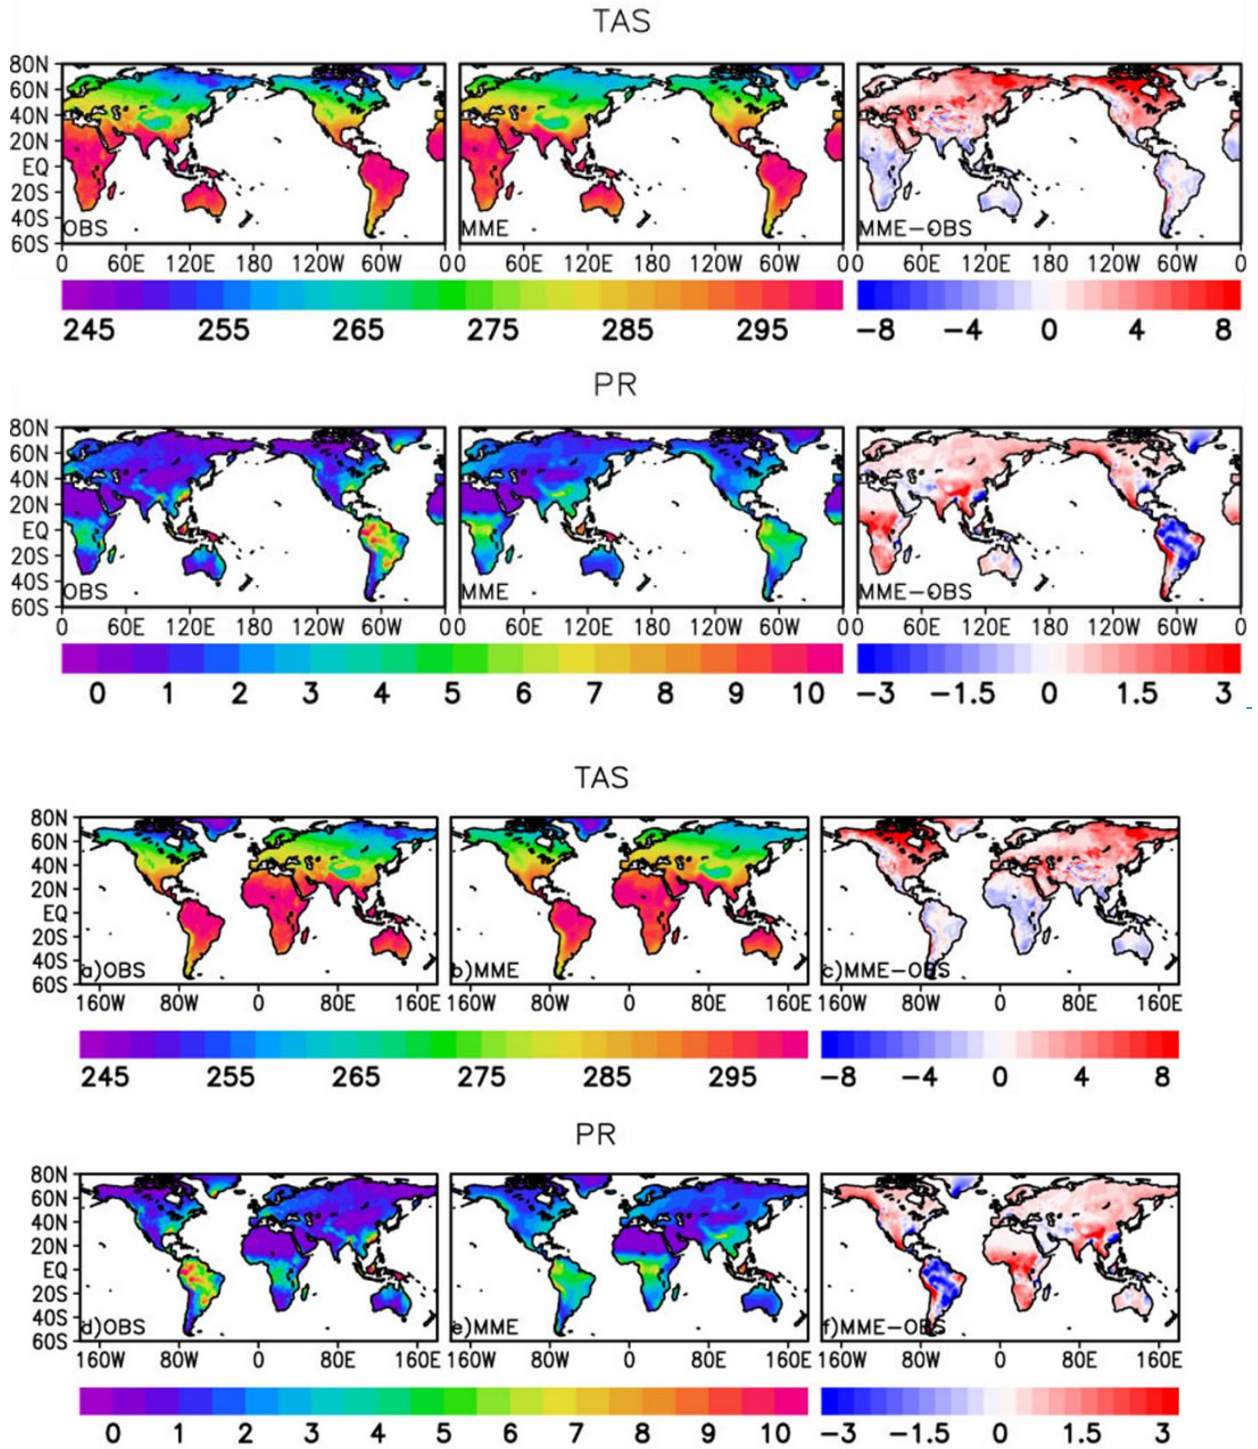 TAS
80N
60N
40N
20N
EQ
20S
40S
60S
OBS
MME
MME−OBS
0 60E 120E 180 120W 60W 0 0 60E 120E 180 120W 60W 0 0 60E 120E 180 120W 60W 0
245 255 265 275 285 295 −8 −4 0 4 8
PR
80N
60N
40N
20N
EQ
20S
40S
60S
OBS
MME
MME−OBS
0 60E 120E 180 120W 60W 0 0 60E 120E 180 120W 60W 0 0 60E 120E 180 120W 60W 0
0 1 2 3 4 5 6 7 8 9 10 −3 −1.5 0 1.5 3
TAS
80N
60N
40N
20N
EQ
20S
40S
60S
a)OBS
b)MME
c)MME−OBS
160W 80W 0 80E 160E 160W 80W 0 80E 160E 160W 80W 0 80E 160E
245 255 265 275 285 295 −8 −4 0 4 8
PR
80N
60N
40N
20N
EQ
20S
40S
60S
d)OBS
e)MME
f)MME−OBS
160W 80W 0 80E 160E 160W 80W 0 80E 160E 160W 80W 0 80E 160E
0 1 2 3 4 5 6 7 8 9 10 −3 −1.5 0 1.5 3